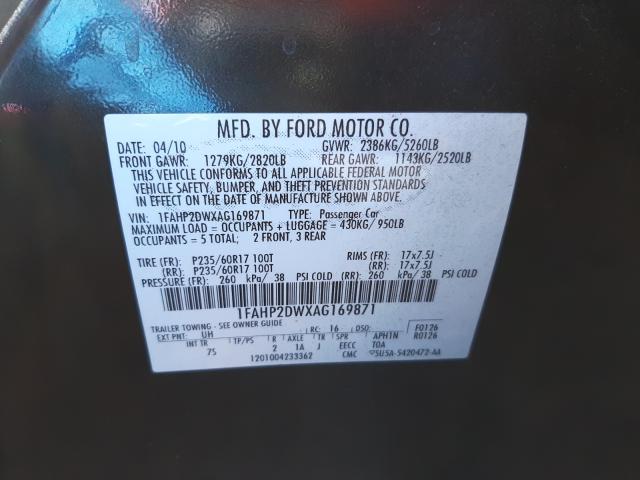 MFD. BY FORD MOTOR CO.
DATE: 04/10 GVWR: 2386KG/5260LB
FRONT GAWR: 1279KG/2820LB REAR GAWR: 1143KG/2520LB
THIS VEHICLE CONFORMS TO ALL APPLICABLE FEDERAL MOTOR
VEHICLE SAFETY, BUMPER, AND THEFT PREVENTION STANDARDS
IN EFFECT ON THE DATE OF MANUFACTURE SHOWN ABOVE.
VIN: 1FAHP2DWXAG169871 TYPE: Passenger Car
MAXIMUM LOAD = OCCUPANTS + LUGGAGE = 430KG/ 950LB
OCCUPANTS = 5 TOTAL; 2 FRONT, 3 REAR
TIRE (FR): P235/60R17 100T RIMS (FR): 17x7.5J
(RR): P235/60R17 100T (RR): 17x7.5J
PRESSURE (FR): 260 kPa/ 38 PSI COLD (RR): 260 kPa/ 38 PSI COLD
1FAHP2DWXAG169871
TRAILER TOWING - SEE OWNER GUIDE
EXT PNT: UH RC: 16 DSO: F0126
INT TR TP/PS R AXLE TR SPR APHTN R0126
75 2 1A J EECC TOA
1201004233362 CMC 5U5A-5420472-AA